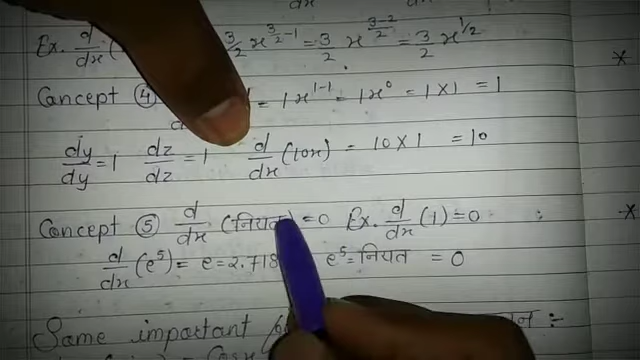 Ex. d/dx ( 3/2 x^(3/2-1) = 3/2 x^((3-2)/2) = 3/2 x^(1/2)
Concept ④ = 1x^(1-1) = 1x^0 = 1×1 = 1
dy/dy = 1 dz/dz = 1 d/dx (10x) = 10×1 = 10
Concept ⑤ d/dx (नियत) = 0 Ex. d/dx (1) = 0
d/dx (e^5) = e = 2.718 e^5 = नियत = 0
Same important